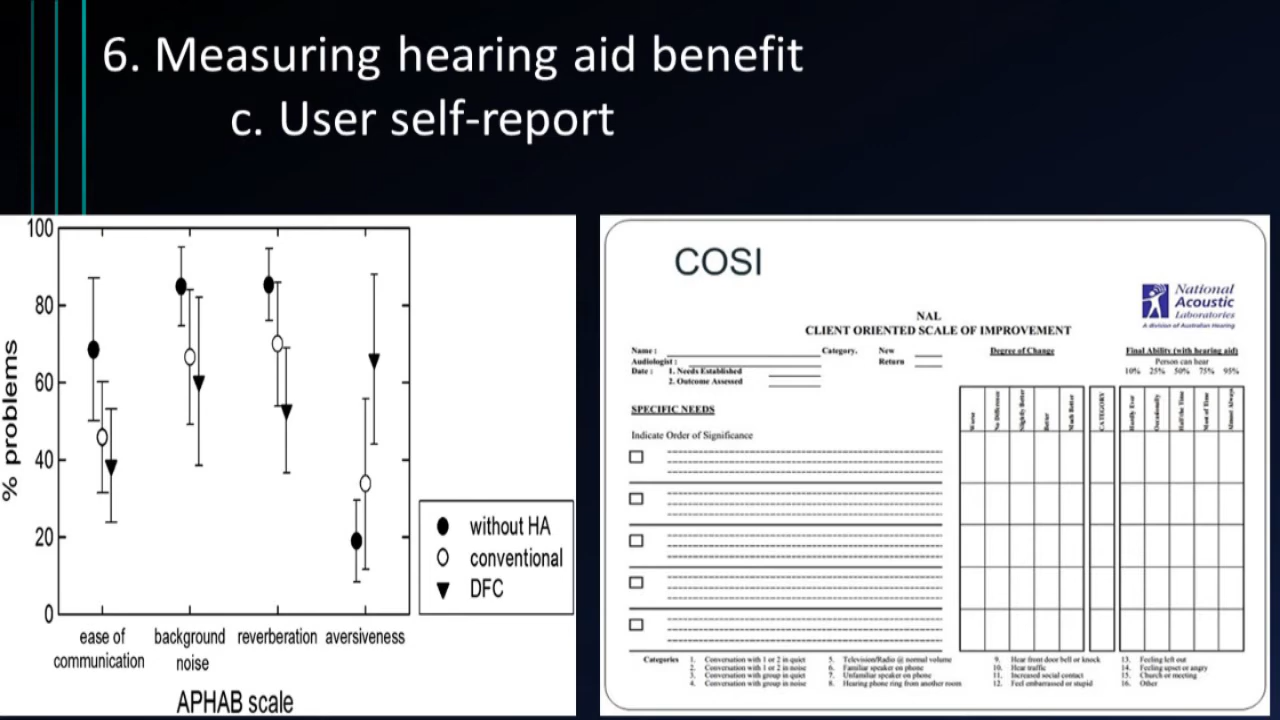 6. Measuring hearing aid benefit
c. User self-report
100
80
60
40
20
0
% problems
ease of
communication
background
noise
reverberation
aversiveness
APHAB scale
without HA
conventional
DFC
COSI
National
Acoustic
Laboratories
A division of Australian Hearing
NAL
CLIENT ORIENTED SCALE OF IMPROVEMENT
Name :
Category.
New
Audiologist :
Return
Date :
1. Needs Established
2. Outcome Assessed
Degree of Change
Final Ability (with hearing aid)
Person can hear
10% 25% 50% 75% 95%
SPECIFIC NEEDS
Indicate Order of Significance
Worse
No Difference
Slightly Better
Better
Much Better
CATEGORY
Hardly Ever
Occasionally
Half the Time
Most of Time
Almost Always
Categories
1. Conversation with 1 or 2 in quiet
2. Conversation with 1 or 2 in noise
3. Conversation with group in quiet
4. Conversation with group in noise
5. Television/Radio @ normal volume
6. Familiar speaker on phone
7. Unfamiliar speaker on phone
8. Hearing phone ring from another room
9. Hear front door bell or knock
10. Hear traffic
11. Increased social contact
12. Feel embarrassed or stupid
13. Feeling left out
14. Feeling upset or angry
15. Church or meeting
16. Other